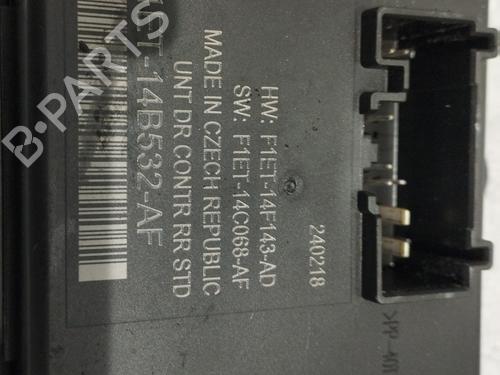 240218
HW: F1ET-14F143-AD
SW: F1ET-14C068-AF
MADE IN CZECH REPUBLIC
UNT DR CONTR RR STD
1ET-14B532-AF
B-PARTS